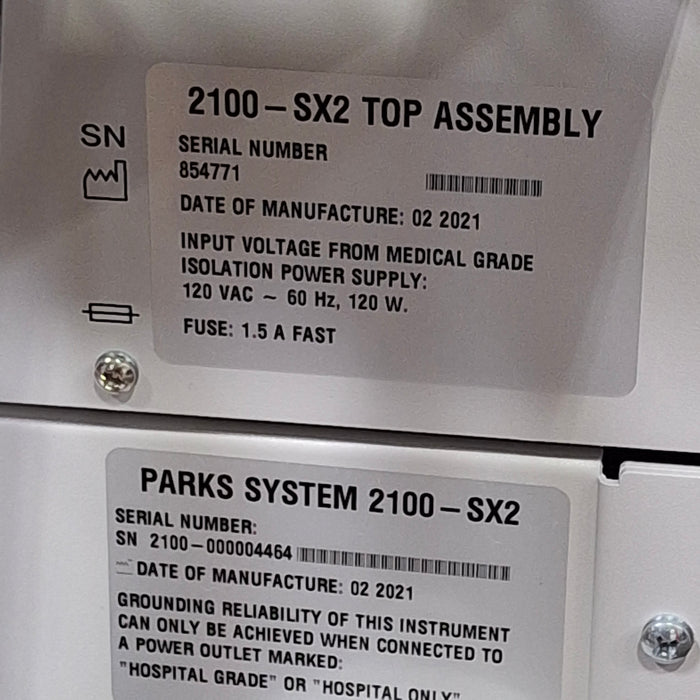 2100–SX2 TOP ASSEMBLY
SN
SERIAL NUMBER
854771
DATE OF MANUFACTURE: 02 2021
INPUT VOLTAGE FROM MEDICAL GRADE
ISOLATION POWER SUPPLY:
120 VAC ~ 60 Hz, 120 W.
FUSE: 1.5 A FAST
PARKS SYSTEM 2100–SX2
SERIAL NUMBER:
SN 2100–000004464
DATE OF MANUFACTURE: 02 2021
GROUNDING RELIABILITY OF THIS INSTRUMENT
CAN ONLY BE ACHIEVED WHEN CONNECTED TO
A POWER OUTLET MARKED:
"HOSPITAL GRADE" OR "HOSPITAL ONLY"